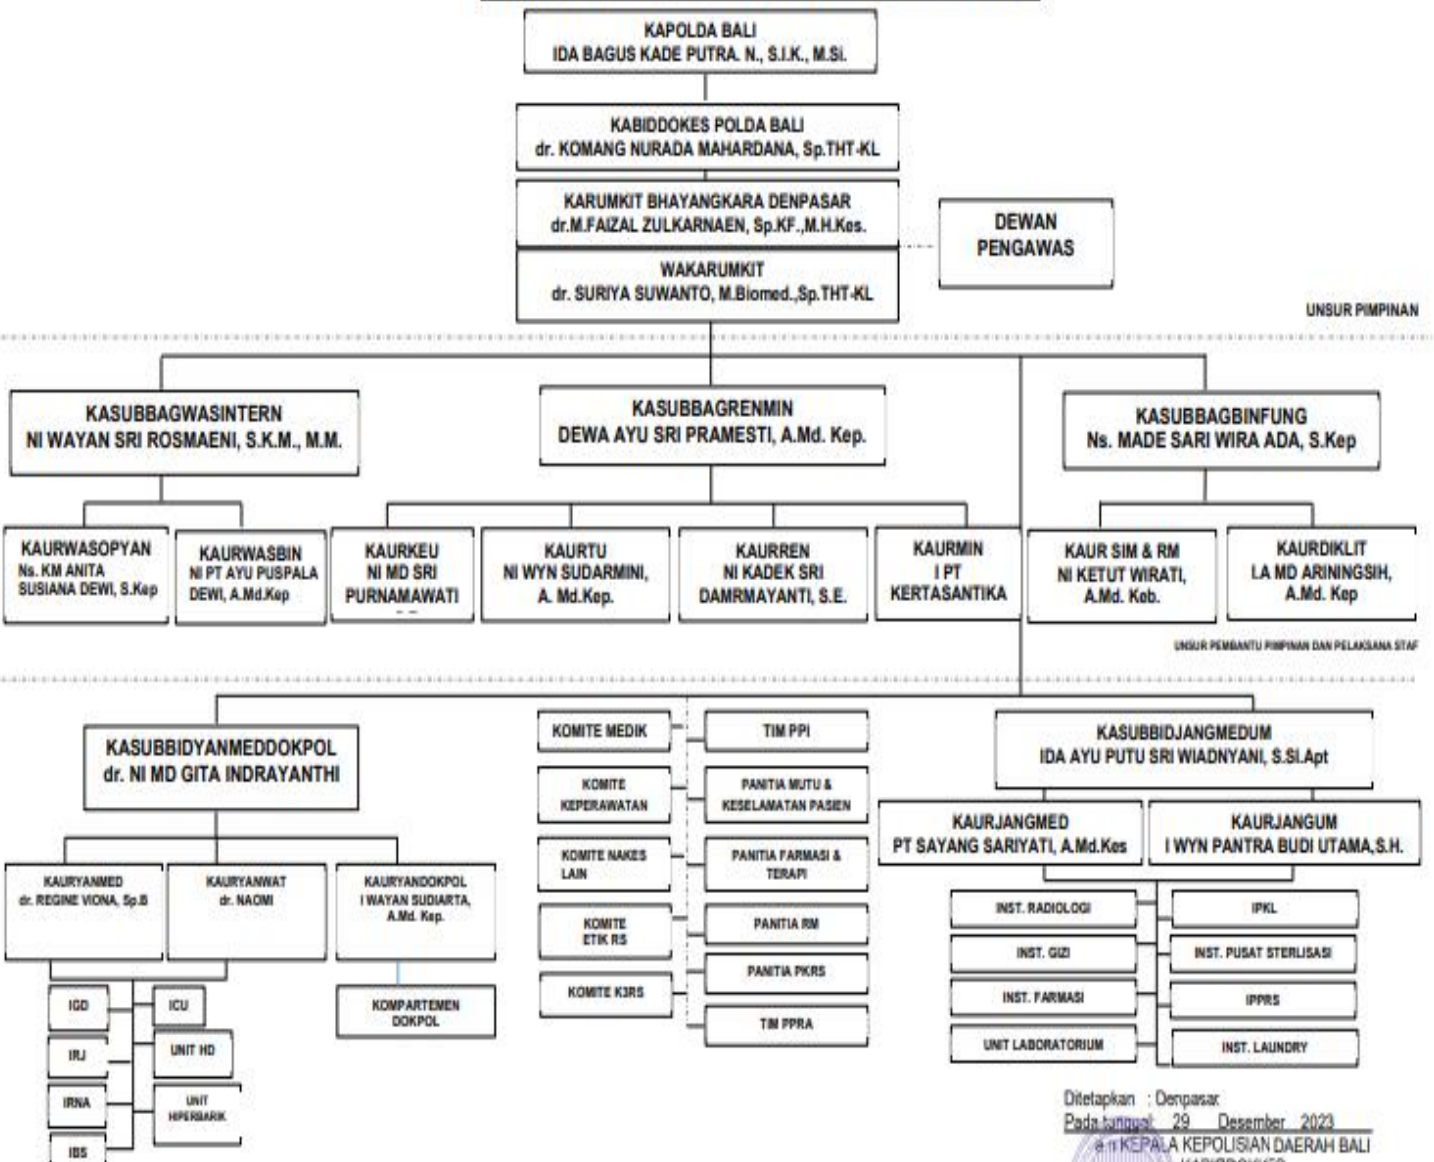 KAPOLDA BALI
IDA BAGUS KADE PUTRA. N., S.I.K., M.Si.
KABIDDOKES POLDA BALI
dr. KOMANG NURADA MAHARDANA, Sp.THT-KL
KARUMKIT BHAYANGKARA DENPASAR
dr.M.FAIZAL ZULKARNAEN, Sp.KF.,M.H.Kes.
DEWAN
PENGAWAS
WAKARUMKIT
dr. SURIYA SUWANTO, M.Biomed.,Sp.THT-KL
UNSUR PIMPINAN
KASUBBAGWASINTERN
NI WAYAN SRI ROSMAENI, S.K.M., M.M.
KASUBBAGRENMIN
DEWA AYU SRI PRAMESTI, A.Md. Kep.
KASUBBAGBINFUNG
Ns. MADE SARI WIRA ADA, S.Kep
KAURWASOPYAN
Ns. KM ANITA
SUSIANA DEWI, S.Kep
KAURWASBIN
NI PT AYU PUSPALA
DEWI, A.Md.Kep
KAURKEU
NI MD SRI
PURNAMAWATI
KAURTU
NI WYN SUDARMINI,
A. Md.Kep.
KAURREN
NI KADEK SRI
DAMRMAYANTI, S.E.
KAURMIN
I PT
KERTASANTIKA
KAUR SIM & RM
NI KETUT WIRATI,
A.Md. Keb.
KAURDIKLIT
I.A MD ARININGSIH,
A.Md. Kep
UNSUR PEMBANTU PIMPINAN DAN PELAKSANA STAF
KASUBBIDYANMEDDOKPOL
dr. NI MD GITA INDRAYANTHI
KOMITE MEDIK
TIM PPI
KOMITE
KEPERAWATAN
PANITIA MUTU &
KESELAMATAN PASIEN
KOMITE NAKES
LAIN
PANITIA FARMASI &
TERAPI
KOMITE
ETIK RS
PANITIA RM
KOMITE K3RS
PANITIA PKRS
TIM PPRA
KASUBBIDJANGMEDUM
IDA AYU PUTU SRI WIADNYANI, S.Si.Apt
KAURJANGMED
PT SAYANG SARIYATI, A.Md.Kes
KAURJANGUM
I WYN PANTRA BUDI UTAMA,S.H.
KAURYANMED
dr. REGINE VIONA, Sp.B
KAURYANWAT
dr. NAOMI
KAURYANDOKPOL
I WAYAN SUDIARTA,
A.Md. Kep.
KOMPARTEMEN
DOKPOL
IGD
ICU
IRJ
UNIT HD
IRNA
UNIT
HIPERBARIK
IBS
INST. RADIOLOGI
IPKL
INST. GIZI
INST. PUSAT STERLISASI
INST. FARMASI
IPPRS
UNIT LABORATORIUM
INST. LAUNDRY
Ditetapkan : Denpasar
Pada tanggal: 29 Desember 2023
a.n KEPALA KEPOLISIAN DAERAH BALI